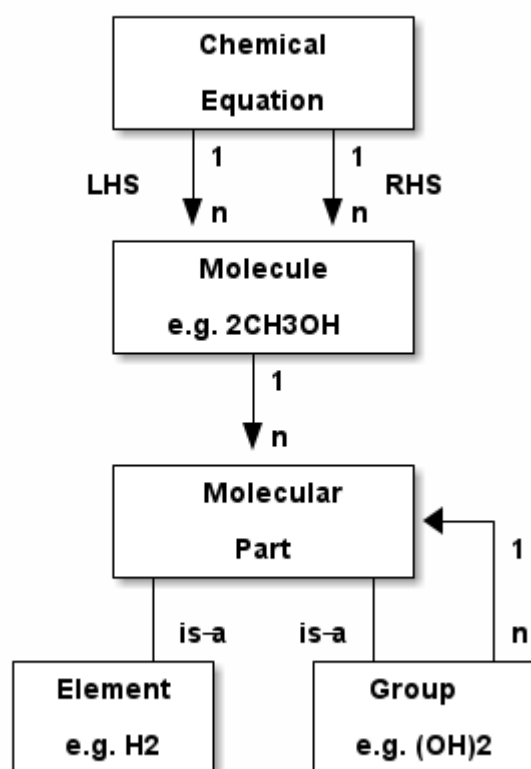 Chemical
Equation
1
1
LHS
RHS
n
n
Molecule
e.g. 2CH3OH
1
n
Molecular
Part
1
is-a
is-a
n
Element
Group
e.g. H2
e.g. (OH)2